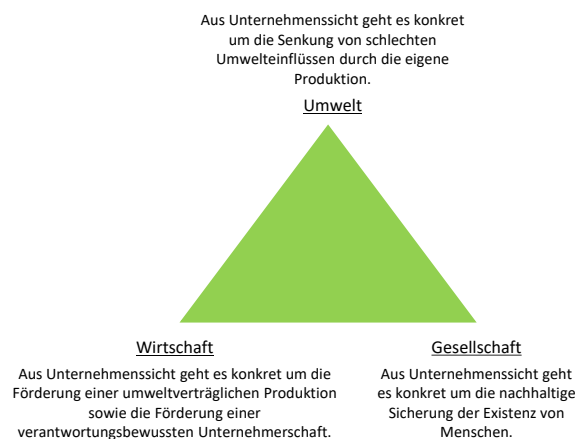 Aus Unternehmenssicht geht es konkret
um die Senkung von schlechten
Umwelteinflüssen durch die eigene
Produktion.
Umwelt
Wirtschaft
Aus Unternehmenssicht geht es konkret um die
Förderung einer umweltverträglichen Produktion
sowie die Förderung einer
verantwortungsbewussten Unternehmerschaft.
Gesellschaft
Aus Unternehmenssicht geht
es konkret um die nachhaltige
Sicherung der Existenz von
Menschen.